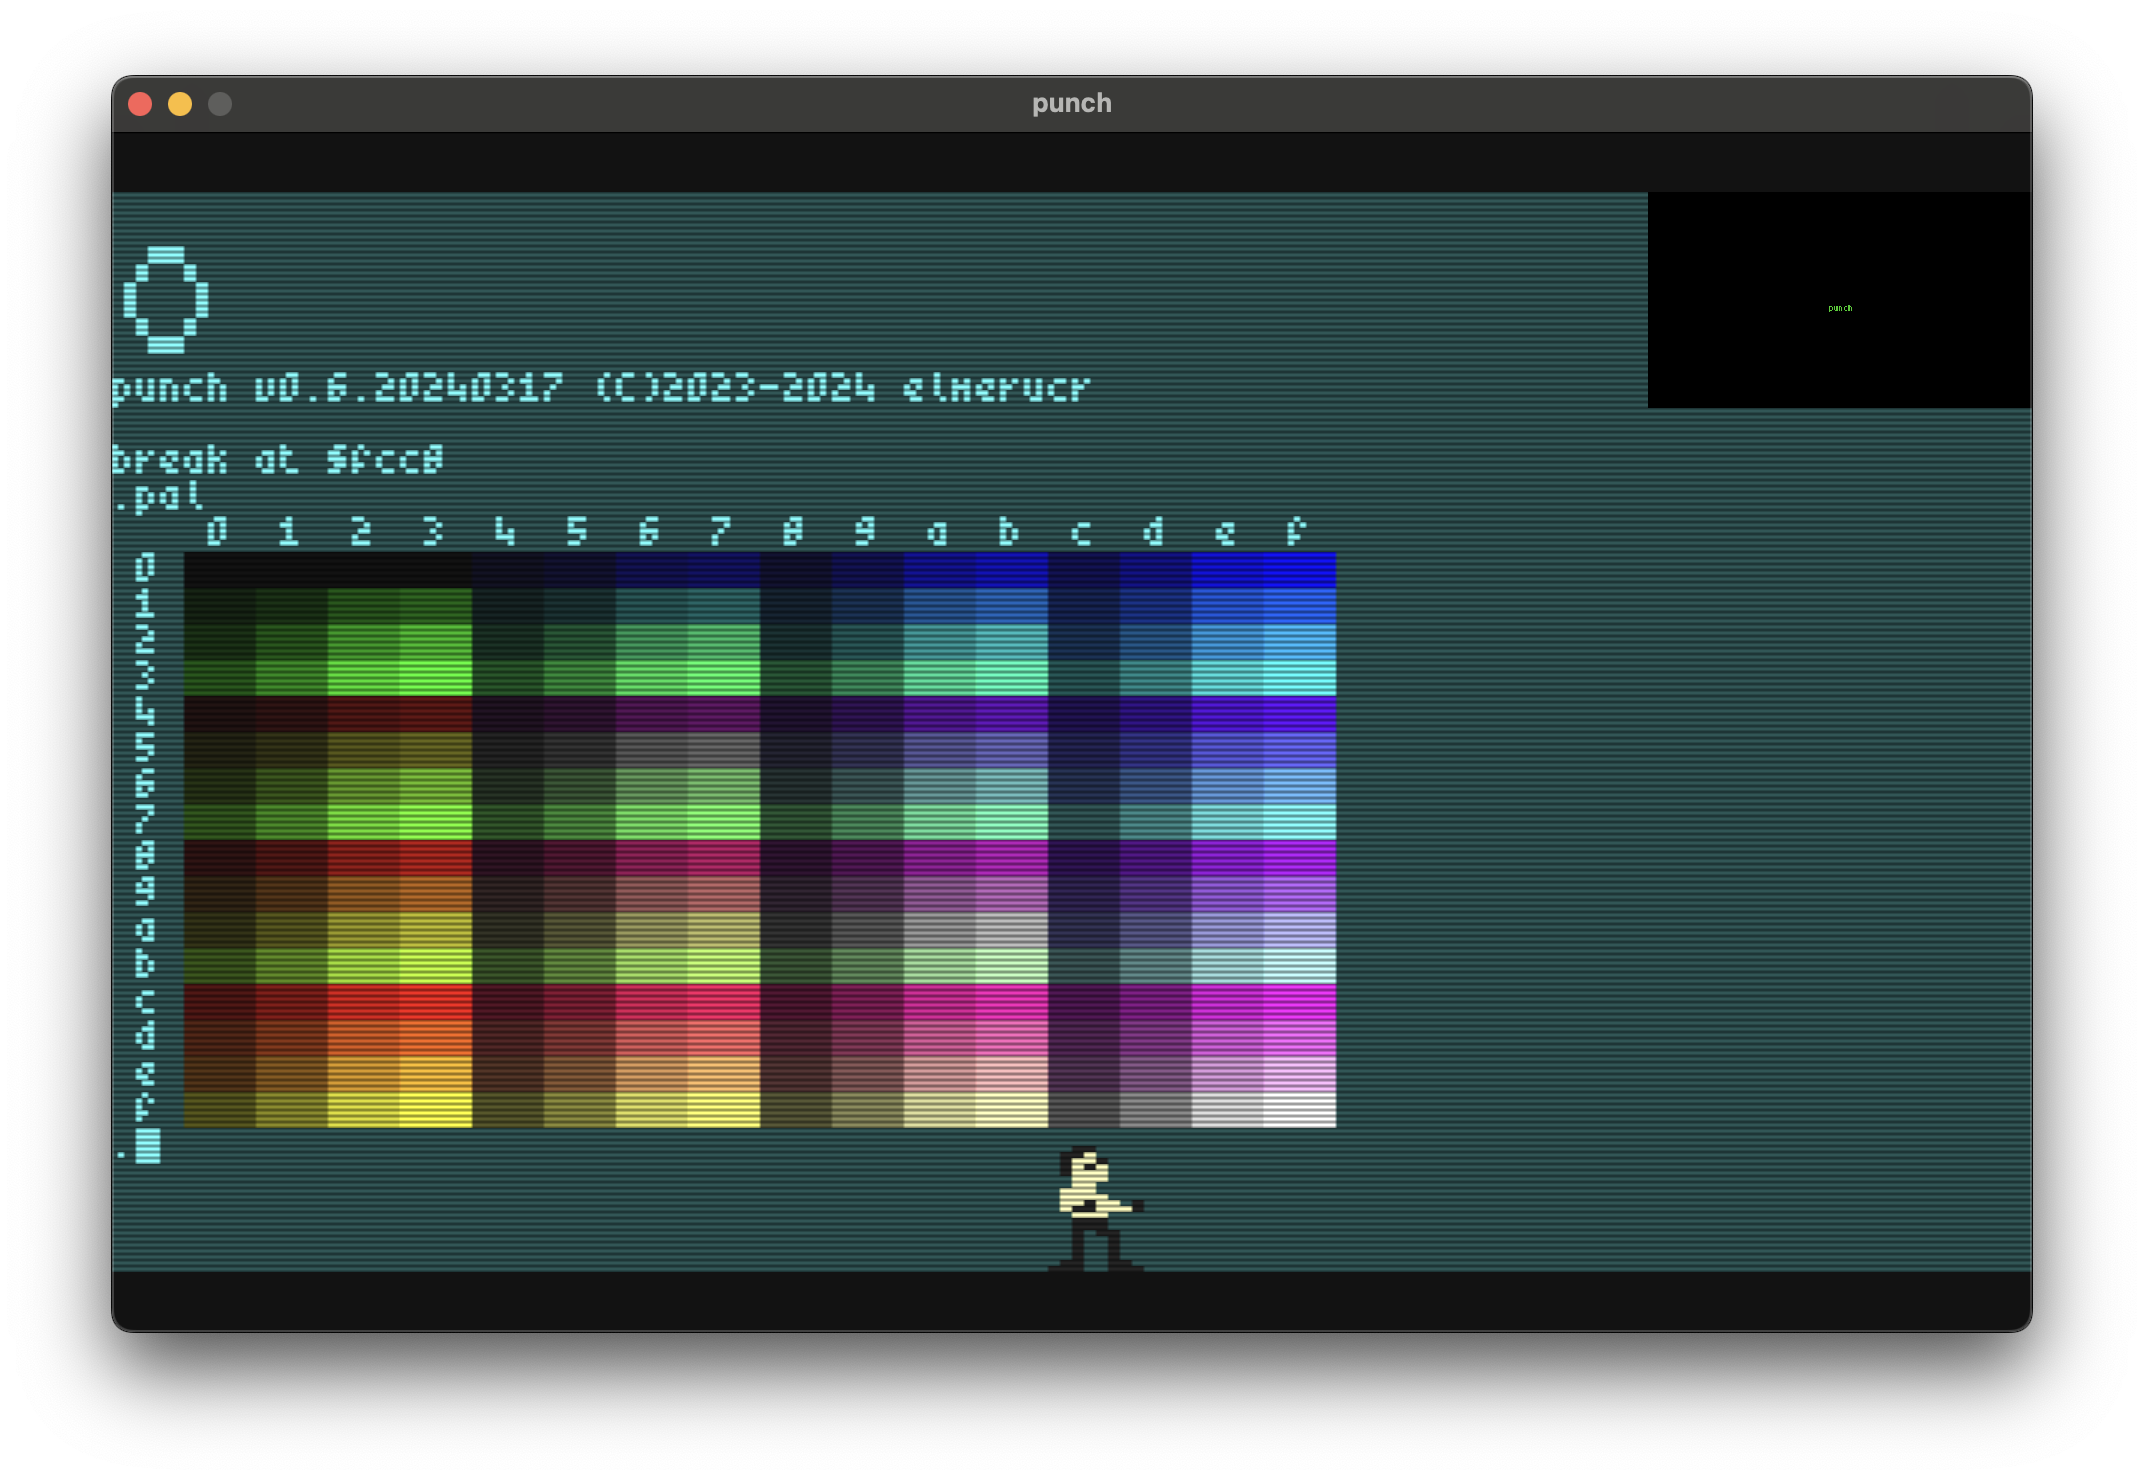 punch
punch
punch v0.6.20240317 (C)2023-2024 elmerucr
break at $fcc8
.pal
0 1 2 3 4 5 6 7 8 9 a b c d e f
0
1
2
3
4
5
6
7
8
9
a
b
c
d
e
f
.